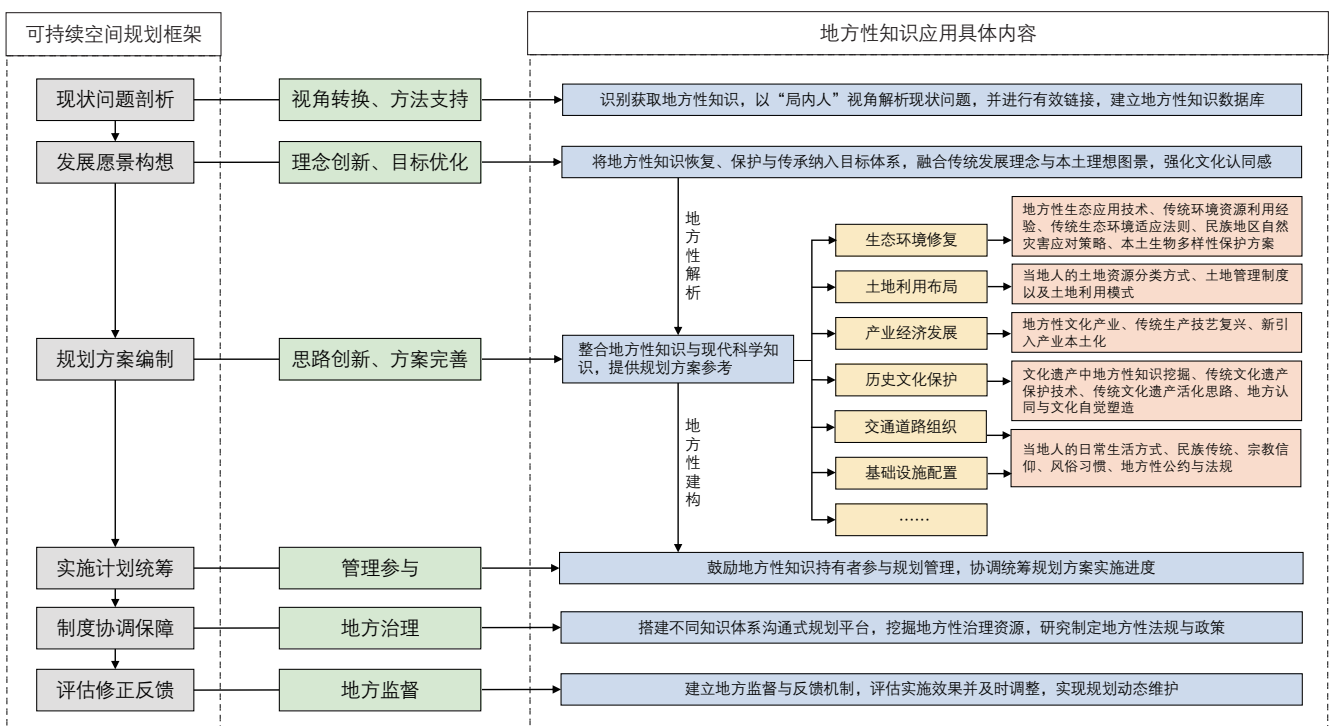 可持续空间规划框架
地方性知识应用具体内容
现状问题剖析
视角转换、方法支持
识别获取地方性知识，以“局内人”视角解析现状问题，并进行有效链接，建立地方性知识数据库
发展愿景构想
理念创新、目标优化
将地方性知识恢复、保护与传承纳入目标体系，融合传统发展理念与本土理想图景，强化文化认同感
地方性解析
生态环境修复
地方性生态应用技术、传统环境资源利用经
验、传统生态环境适应法则、民族地区自然
灾害应对策略、本土生物多样性保护方案
土地利用布局
当地人的土地资源分类方式、土地管理制度
以及土地利用模式
产业经济发展
地方性文化产业、传统生产技艺复兴、新引
入产业本土化
规划方案编制
思路创新、方案完善
整合地方性知识与现代科学知
识，提供规划方案参考
历史文化保护
文化遗产中地方性知识挖掘、传统文化遗产
保护技术、传统文化遗产活化思路、地方认
同与文化自觉塑造
地方性建构
交通道路组织
当地人的日常生活方式、民族传统、宗教信
仰、风俗习惯、地方性公约与法规
基础设施配置
……
实施计划统筹
管理参与
鼓励地方性知识持有者参与规划管理，协调统筹规划方案实施进度
制度协调保障
地方治理
搭建不同知识体系沟通式规划平台，挖掘地方性治理资源，研究制定地方性法规与政策
评估修正反馈
地方监督
建立地方监督与反馈机制，评估实施效果并及时调整，实现规划动态维护